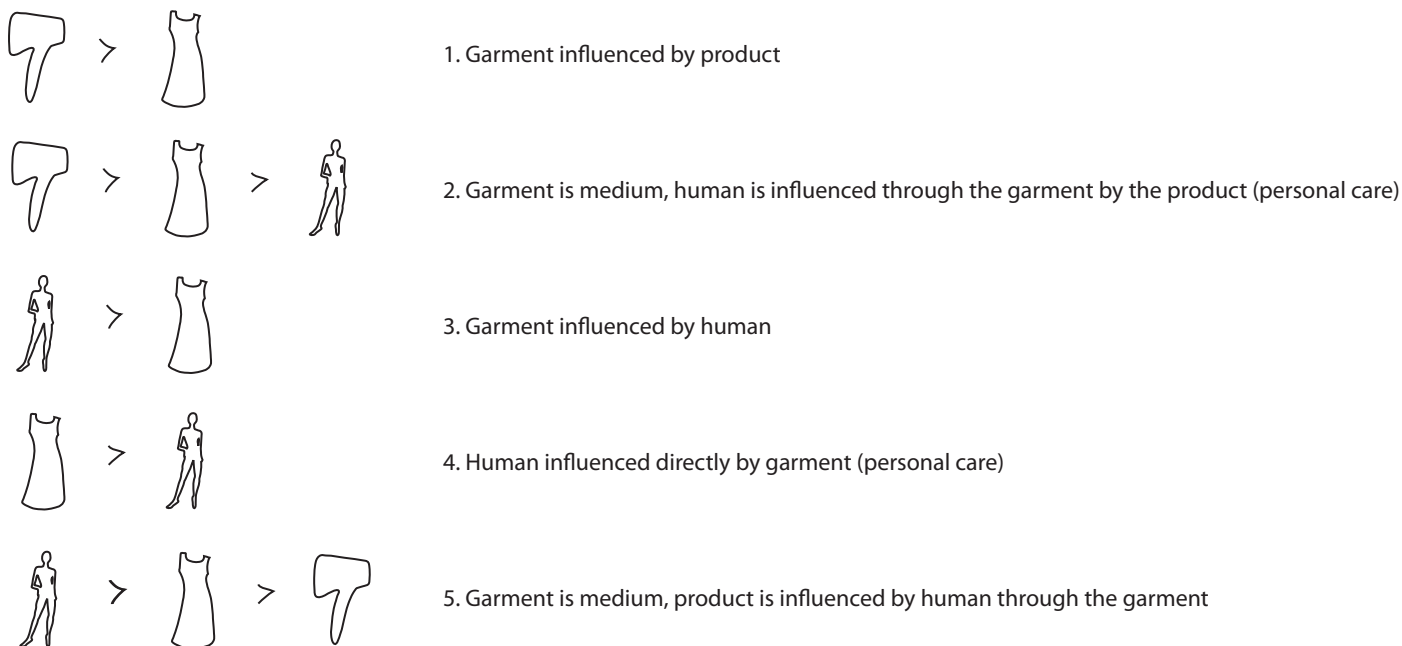 1. Garment influenced by product
2. Garment is medium, human is influenced through the garment by the product (personal care)
3. Garment influenced by human
4. Human influenced directly by garment (personal care)
5. Garment is medium, product is influenced by human through the garment